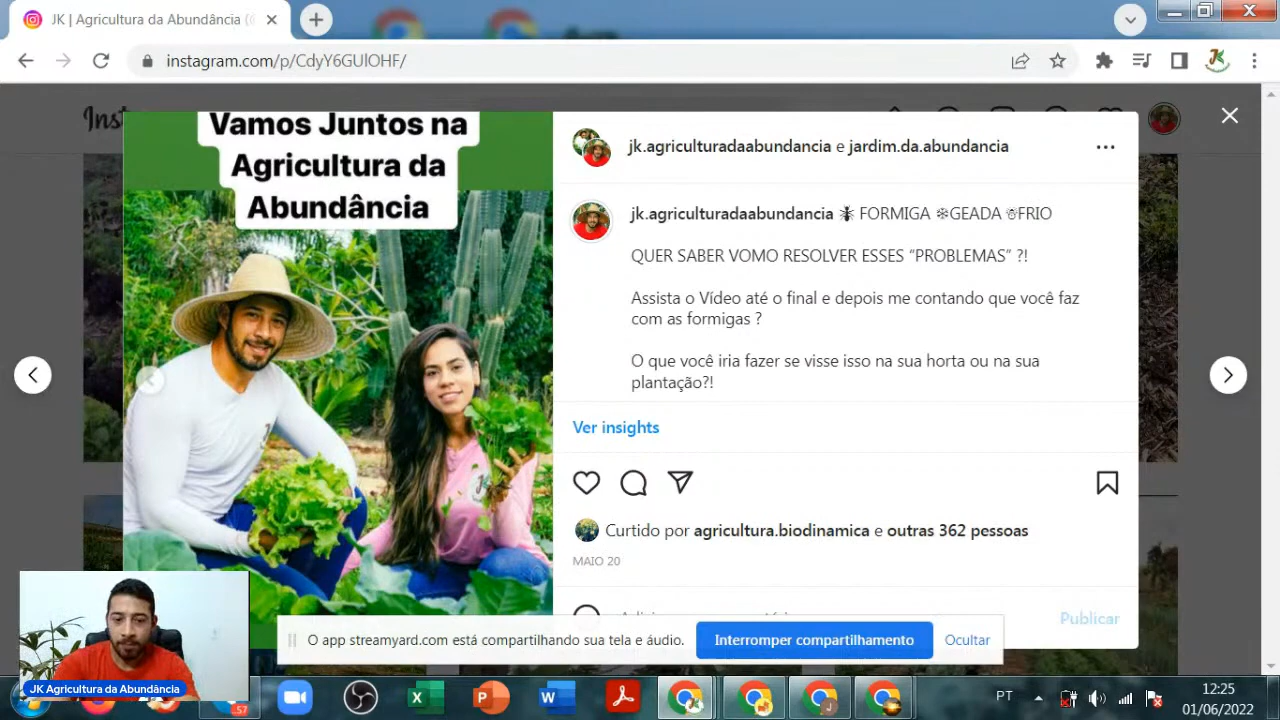 JK | Agricultura da Abundância (
instagram.com/p/CdyY6GUlOHF/
Inst
Vamos Juntos na
Agricultura da
Abundância
jk.agriculturadaabundancia e jardim.da.abundancia
jk.agriculturadaabundancia 🐜 FORMIGA ❄GEADA ☃FRIO
QUER SABER VOMO RESOLVER ESSES “PROBLEMAS” ?!
Assista o Vídeo até o final e depois me contando que você faz
com as formigas ?
O que você iria fazer se visse isso na sua horta ou na sua
plantação?!
Ver insights
Curtido por agricultura.biodinamica e outras 362 pessoas
MAIO 20
Publicar
O app streamyard.com está compartilhando sua tela e áudio.
Interromper compartilhamento
Ocultar
JK Agricultura da Abundância
57
PT
12:25
01/06/2022